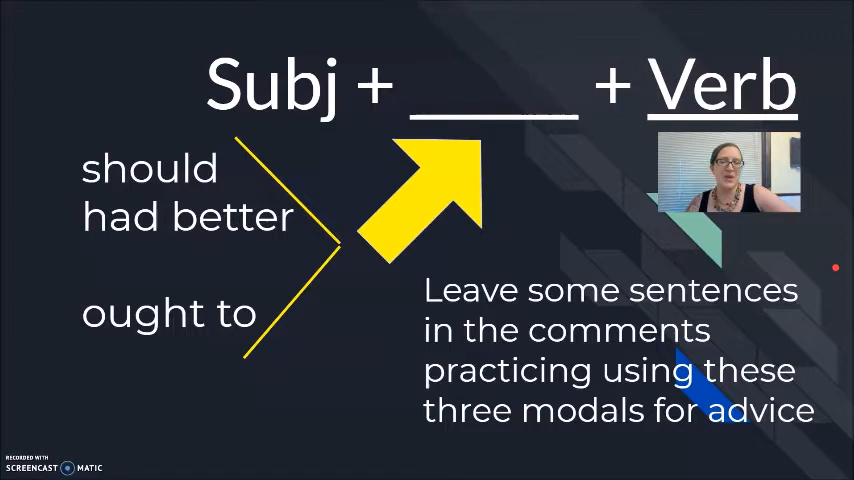 Subj + _____ + Verb
should
had better
ought to
Leave some sentences
in the comments
practicing using these
three modals for advice
RECORDED WITH
SCREENCAST MATIC